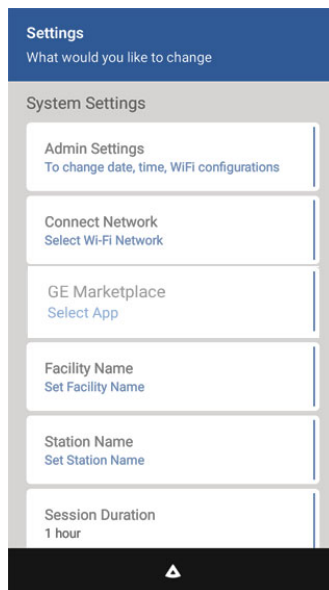 Settings
What would you like to change
System Settings
Admin Settings
To change date, time, WiFi configurations
Connect Network
Select Wi-Fi Network
GE Marketplace
Select App
Facility Name
Set Facility Name
Station Name
Set Station Name
Session Duration
1 hour